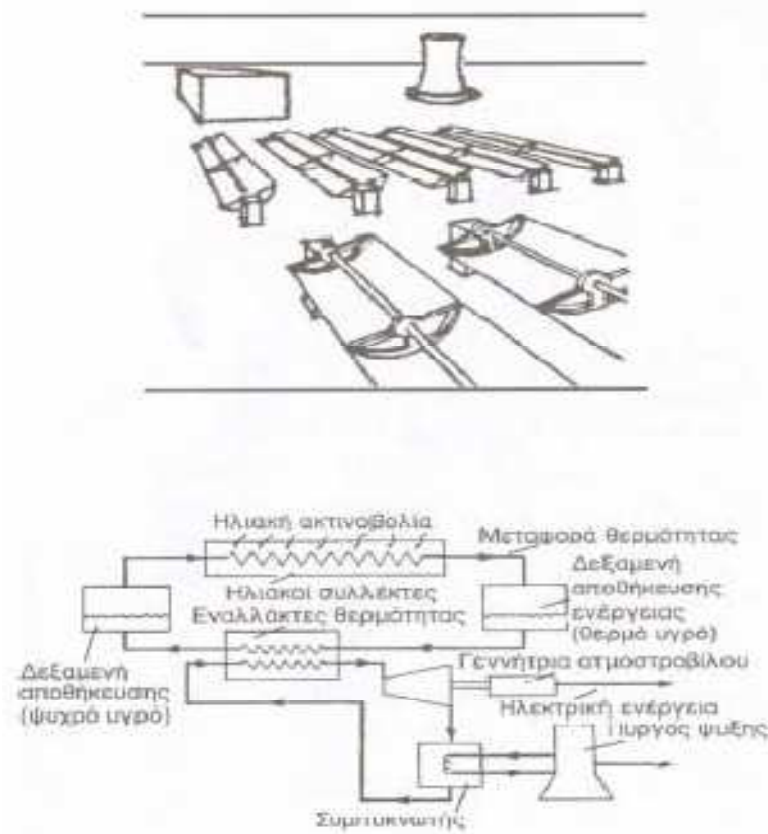 Ηλιακή ακτινοβολία
Μεταφορά θερμότητας
Δεξαμενή
αποθήκευσης
ενέργειας
(θερμό υγρό)
Ηλιακοί συλλέκτες
Εναλλάκτες θερμότητας
Δεξαμενή
αποθήκευσης
(ψυχρό υγρό)
Γεννήτρια ατμοστροβίλου
Ηλεκτρική ενέργεια
Πύργος ψυξης
Συμπυκνωτής